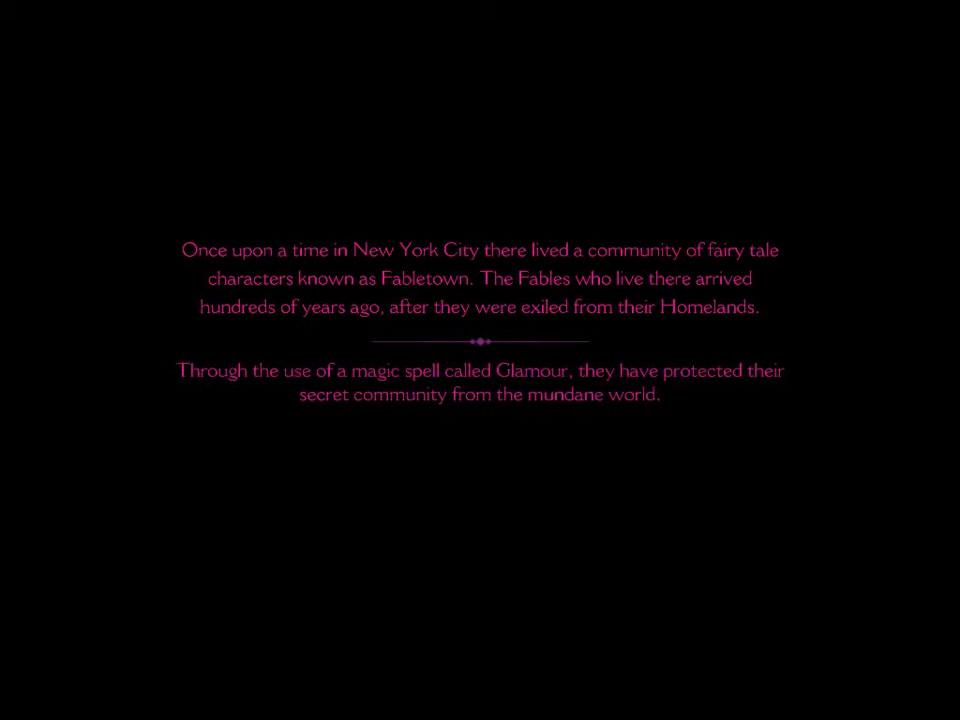 Once upon a time in New York City there lived a community of fairy tale
characters known as Fabletown. The Fables who live there arrived
hundreds of years ago, after they were exiled from their Homelands.
Through the use of a magic spell called Glamour, they have protected their
secret community from the mundane world.